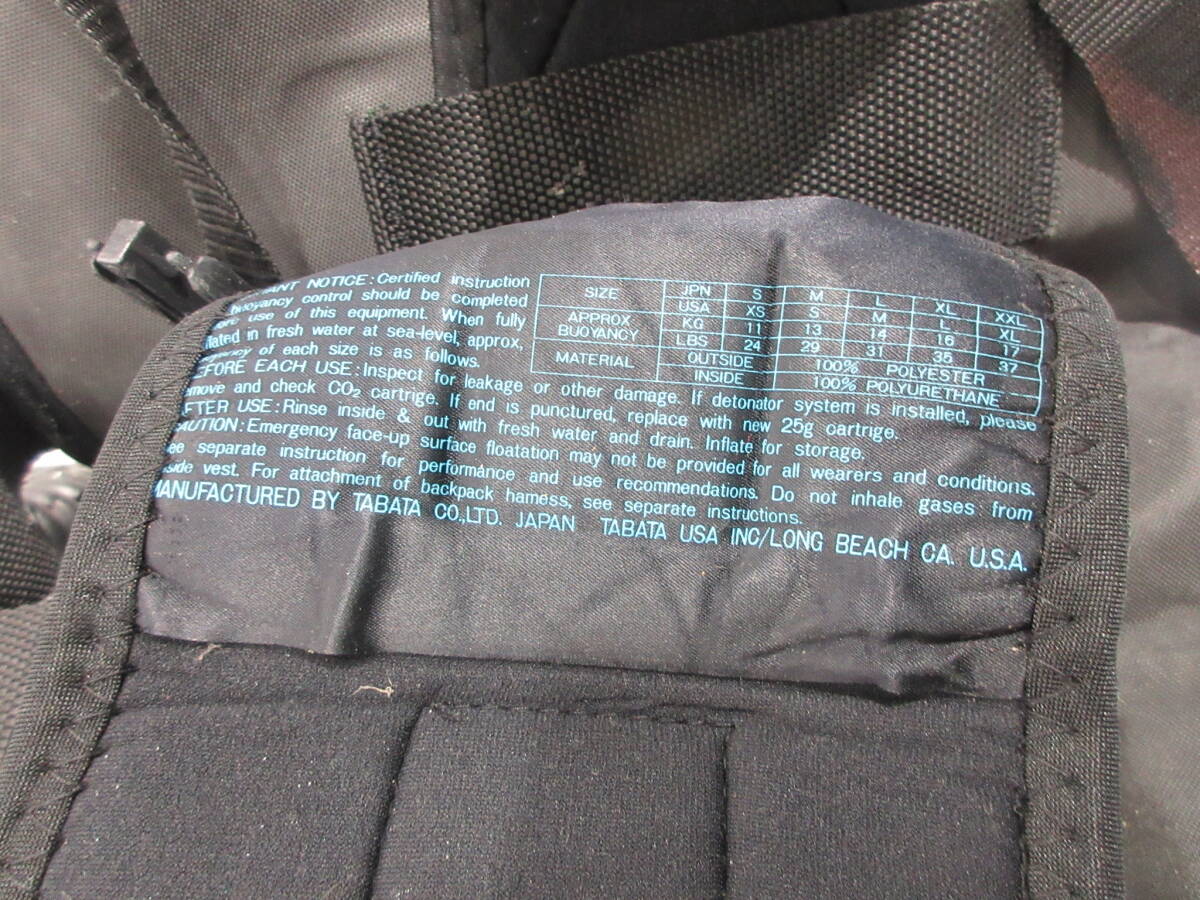 ANT NOTICE: Certified instruction
buoyancy control should be completed
use of this equipment. When fully
in fresh water at sea-level, approx,
of each size is as follows.
SIZE JPN S M L XL XXL
USA XS S M L XL
APPROX BUOYANCY KG 11 13 14 16 17
LBS 24 29 31 35 37
MATERIAL OUTSIDE 100% POLYESTER
INSIDE 100% POLYURETHANE
EFORE EACH USE: Inspect for leakage or other damage. If detonator system is installed, please
move and check CO₂ cartrige. If end is punctured, replace with new 25g cartrige.
FTER USE: Rinse inside & out with fresh water and drain. Inflate for storage.
AUTION: Emergency face-up surface floatation may not be provided for all wearers and conditions.
ee separate instruction for performance and use recommendations. Do not inhale gases from
side vest. For attachment of backpack harness, see separate instructions.
MANUFACTURED BY TABATA CO.,LTD. JAPAN TABATA USA INC/LONG BEACH CA. U.S.A.